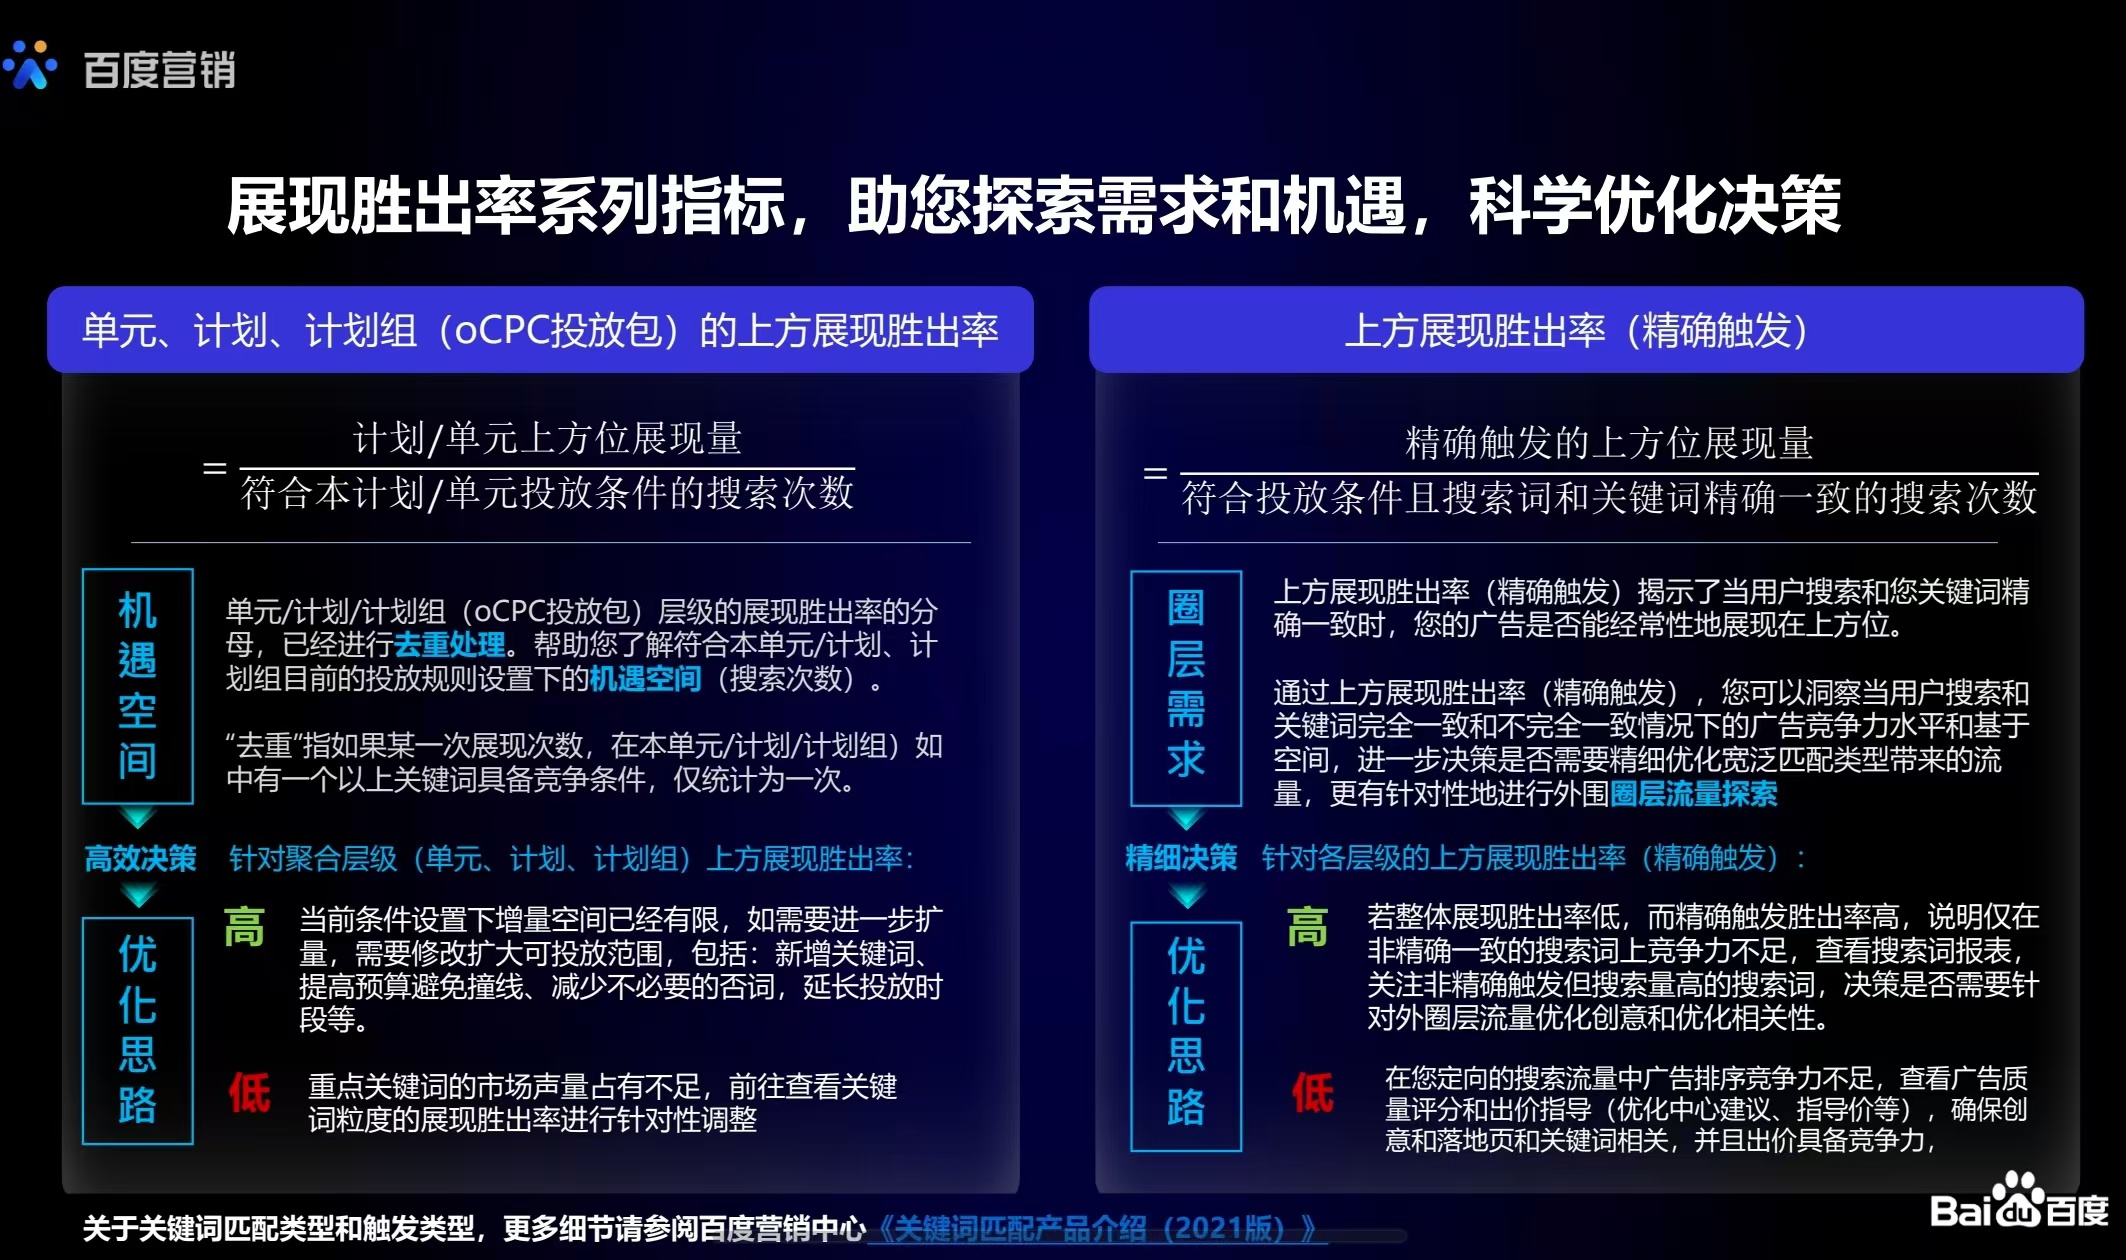 百度营销
展现胜出率系列指标，助您探索需求和机遇，科学优化决策
单元、计划、计划组（oCPC投放包）的上方展现胜出率
= 计划/单元上方位展现量
符合本计划/单元投放条件的搜索次数
机遇空间
单元/计划/计划组（oCPC投放包）层级的展现胜出率的分
母，已经进行去重处理。帮助您了解符合本单元/计划、计
划组目前的投放规则设置下的机遇空间（搜索次数）。
“去重”指如果某一次展现次数，在本单元/计划/计划组）如
中有一个以上关键词具备竞争条件，仅统计为一次。
高效决策
针对聚合层级（单元、计划、计划组）上方展现胜出率：
优化思路
高
当前条件设置下增量空间已经有限，如需要进一步扩
量，需要修改扩大可投放范围，包括：新增关键词、
提高预算避免撞线、减少不必要的否词，延长投放时
段等。
低
重点关键词的市场声量占有不足，前往查看关键
词粒度的展现胜出率进行针对性调整
上方展现胜出率（精确触发）
= 精确触发的上方位展现量
符合投放条件且搜索词和关键词精确一致的搜索次数
圈层需求
上方展现胜出率（精确触发）揭示了当用户搜索和您关键词精
确一致时，您的广告是否能经常性地展现在上方位。
通过上方展现胜出率（精确触发），您可以洞察当用户搜索和
关键词完全一致和不完全一致情况下的广告竞争力水平和基于
空间，进一步决策是否需要精细优化宽泛匹配类型带来的流
量，更有针对性地进行外围圈层流量探索
精细决策
针对各层级的上方展现胜出率（精确触发）：
优化思路
高
若整体展现胜出率低，而精确触发胜出率高，说明仅在
非精确一致的搜索词上竞争力不足，查看搜索词报表，
关注非精确触发但搜索量高的搜索词，决策是否需要针
对外圈层流量优化创意和优化相关性。
低
在您定向的搜索流量中广告排序竞争力不足，查看广告质
量评分和出价指导（优化中心建议、指导价等），确保创
意和落地页和关键词相关，并且出价具备竞争力，
关于关键词匹配类型和触发类型，更多细节请参阅百度营销中心《关键词匹配产品介绍（2021版）》
Bai du 百度